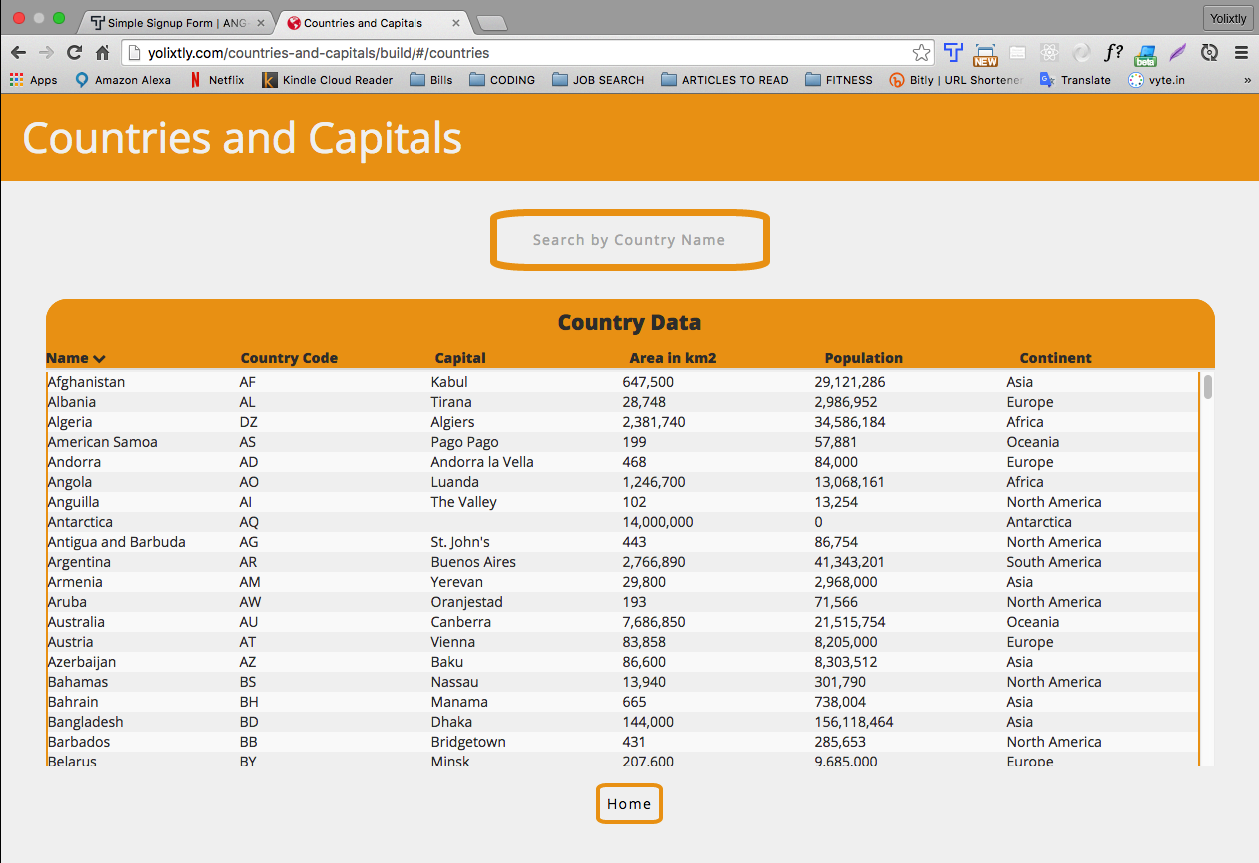 Simple Signup Form | ANG
Countries and Capitals
Yolixtly
yolixtly.com/countries-and-capitals/build/#/countries
NEW
f?
beta
Apps Amazon Alexa Netflix Kindle Cloud Reader Bills CODING JOB SEARCH ARTICLES TO READ FITNESS Bitly | URL Shortener Translate vyte.in »
Countries and Capitals
Search by Country Name
Country Data
Name Country Code Capital Area in km2 Population Continent
Afghanistan AF Kabul 647,500 29,121,286 Asia
Albania AL Tirana 28,748 2,986,952 Europe
Algeria DZ Algiers 2,381,740 34,586,184 Africa
American Samoa AS Pago Pago 199 57,881 Oceania
Andorra AD Andorra la Vella 468 84,000 Europe
Angola AO Luanda 1,246,700 13,068,161 Africa
Anguilla AI The Valley 102 13,254 North America
Antarctica AQ 14,000,000 0 Antarctica
Antigua and Barbuda AG St. John's 443 86,754 North America
Argentina AR Buenos Aires 2,766,890 41,343,201 South America
Armenia AM Yerevan 29,800 2,968,000 Asia
Aruba AW Oranjestad 193 71,566 North America
Australia AU Canberra 7,686,850 21,515,754 Oceania
Austria AT Vienna 83,858 8,205,000 Europe
Azerbaijan AZ Baku 86,600 8,303,512 Asia
Bahamas BS Nassau 13,940 301,790 North America
Bahrain BH Manama 665 738,004 Asia
Bangladesh BD Dhaka 144,000 156,118,464 Asia
Barbados BB Bridgetown 431 285,653 North America
Belarus BY Minsk 207,600 9,685,000 Europe
Home